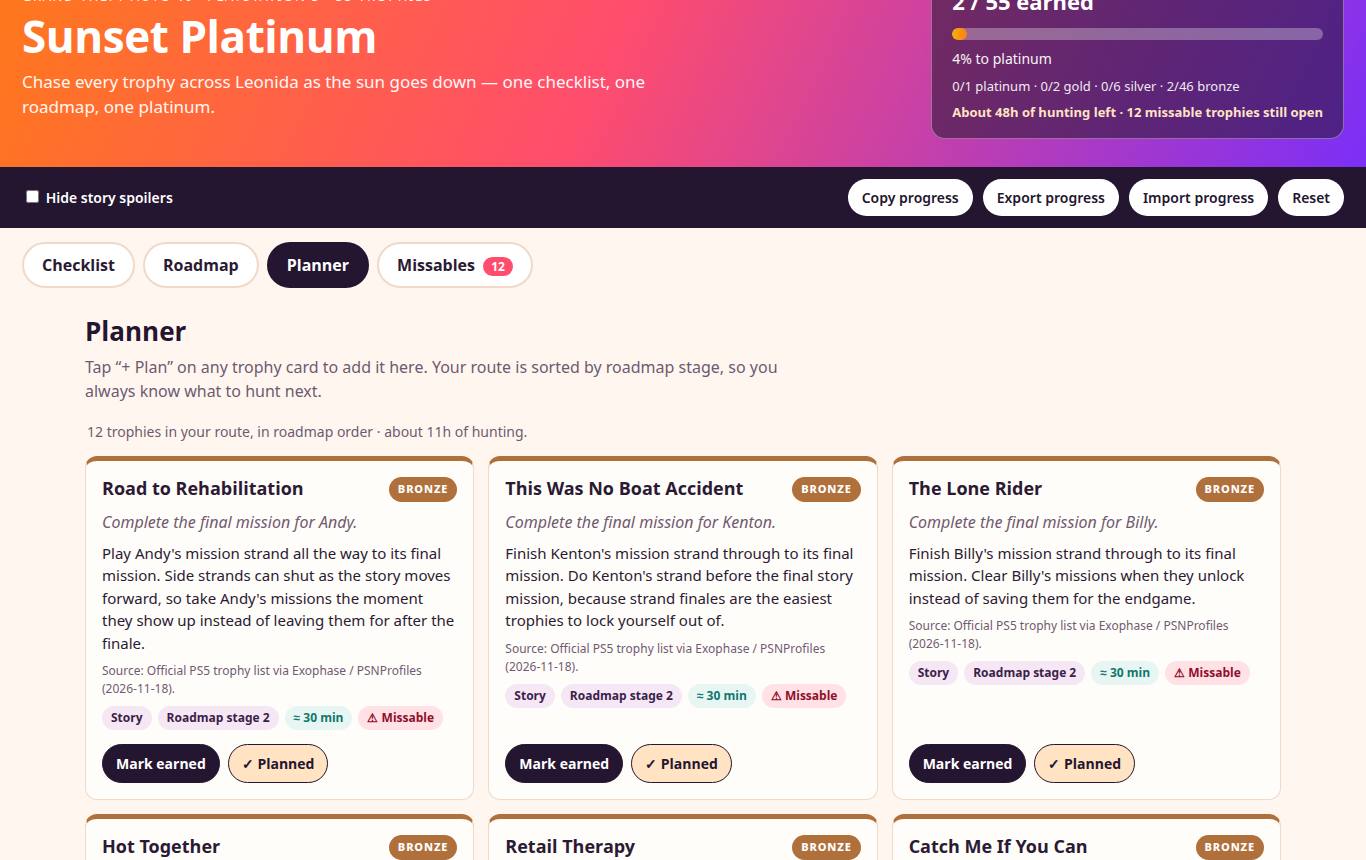 Sunset Platinum
Chase every trophy across Leonida as the sun goes down — one checklist, one
roadmap, one platinum.
2 / 55 earned
4% to platinum
0/1 platinum · 0/2 gold · 0/6 silver · 2/46 bronze
About 48h of hunting left · 12 missable trophies still open
Hide story spoilers
Copy progress
Export progress
Import progress
Reset
Checklist
Roadmap
Planner
Missables 12
Planner
Tap “+ Plan” on any trophy card to add it here. Your route is sorted by roadmap stage, so you
always know what to hunt next.
12 trophies in your route, in roadmap order · about 11h of hunting.
Road to Rehabilitation
BRONZE
Complete the final mission for Andy.
Play Andy's mission strand all the way to its final
mission. Side strands can shut as the story moves
forward, so take Andy's missions the moment
they show up instead of leaving them for after the
finale.
Source: Official PS5 trophy list via Exophase / PSNProfiles
(2026-11-18).
Story
Roadmap stage 2
≈ 30 min
⚠ Missable
Mark earned
✓ Planned
This Was No Boat Accident
BRONZE
Complete the final mission for Kenton.
Finish Kenton's mission strand through to its final
mission. Do Kenton's strand before the final story
mission, because strand finales are the easiest
trophies to lock yourself out of.
Source: Official PS5 trophy list via Exophase / PSNProfiles
(2026-11-18).
Story
Roadmap stage 2
≈ 30 min
⚠ Missable
Mark earned
✓ Planned
The Lone Rider
BRONZE
Complete the final mission for Billy.
Finish Billy's mission strand through to its final
mission. Clear Billy's missions when they unlock
instead of saving them for the endgame.
Source: Official PS5 trophy list via Exophase / PSNProfiles
(2026-11-18).
Story
Roadmap stage 2
≈ 30 min
⚠ Missable
Mark earned
✓ Planned
Hot Together
BRONZE
Retail Therapy
BRONZE
Catch Me If You Can
BRONZE